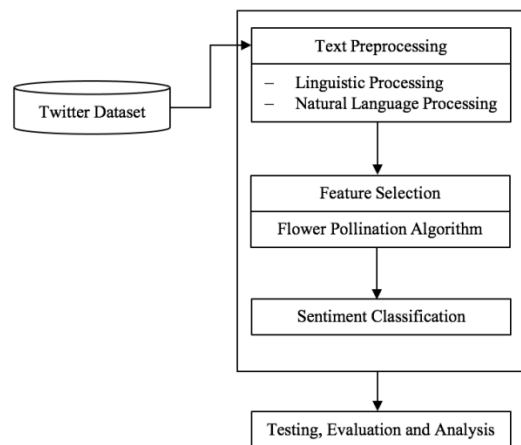 Text Preprocessing
– Linguistic Processing
– Natural Language Processing
Twitter Dataset
Feature Selection
Flower Pollination Algorithm
Sentiment Classification
Testing, Evaluation and Analysis